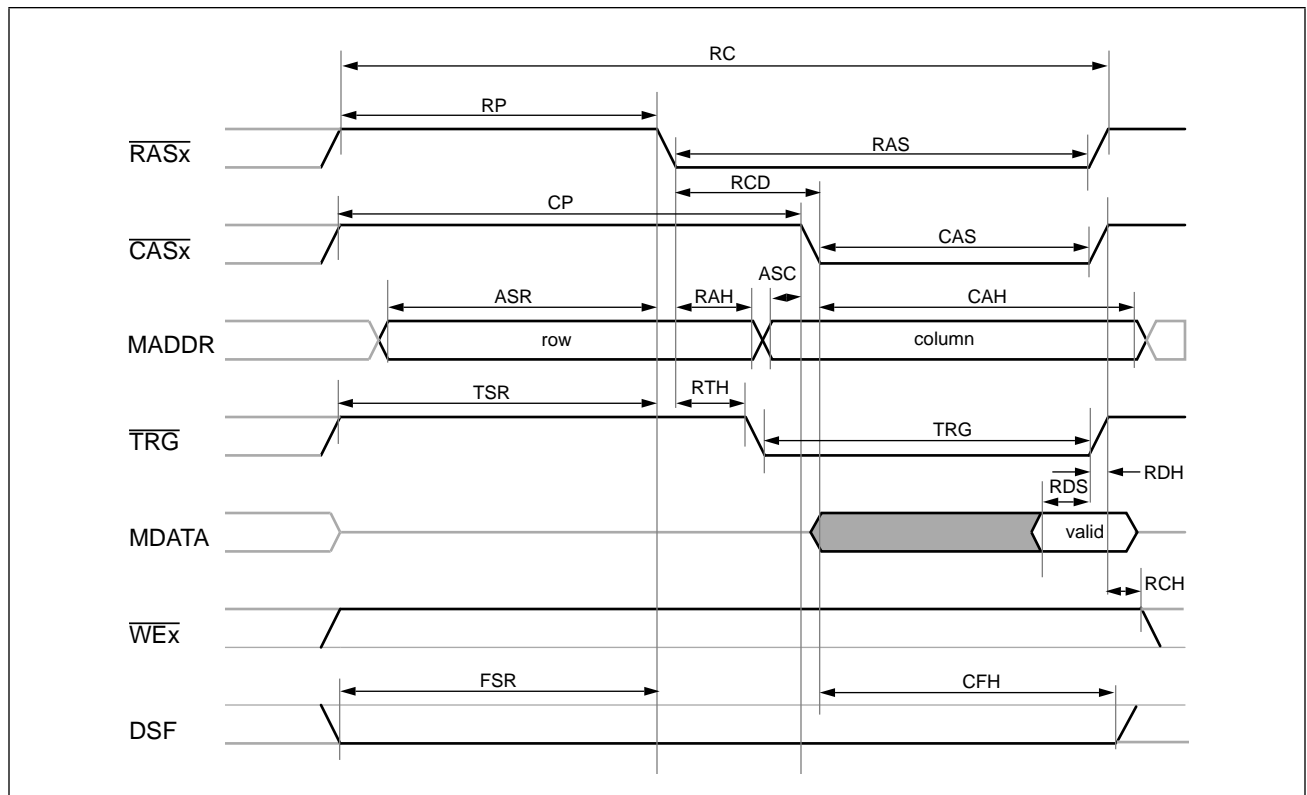 RC
RP
RASx
RAS
RCD
CP
CASx
CAS
ASC
ASR
RAH
CAH
MADDR
row
column
TSR
RTH
TRG
TRG
RDH
RDS
MDATA
valid
RCH
WEx
FSR
CFH
DSF